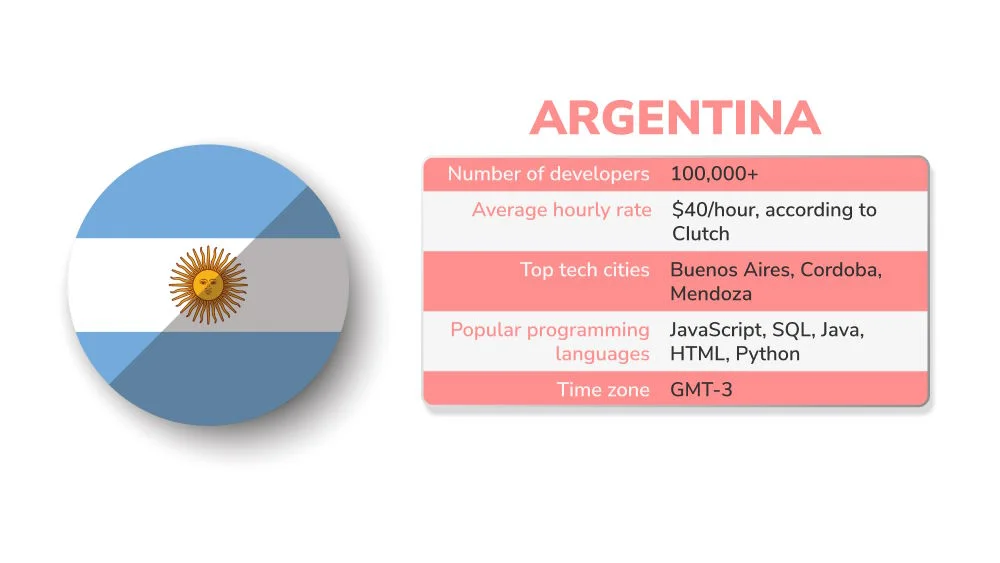 ARGENTINA
Number of developers 100,000+
Average hourly rate $40/hour, according to
Clutch
Top tech cities Buenos Aires, Cordoba,
Mendoza
Popular programming JavaScript, SQL, Java,
languages HTML, Python
Time zone GMT-3